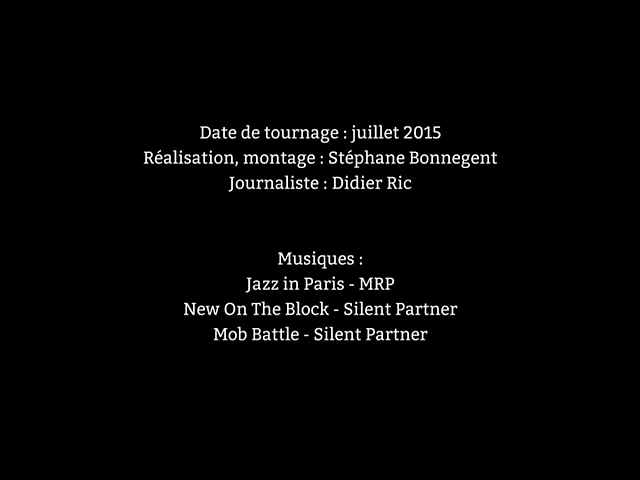 Date de tournage : juillet 2015
Réalisation, montage : Stéphane Bonnegent
Journaliste : Didier Ric
Musiques :
Jazz in Paris - MRP
New On The Block - Silent Partner
Mob Battle - Silent Partner